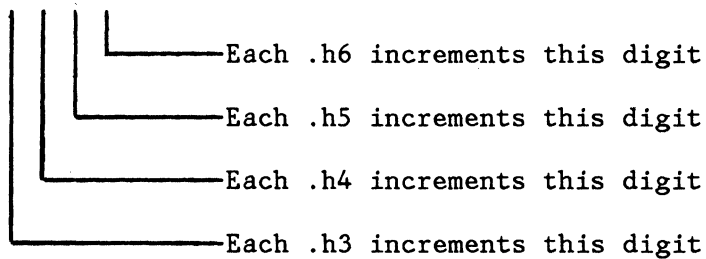 Each .h6 increments this digit
Each .h5 increments this digit
Each .h4 increments this digit
Each .h3 increments this digit